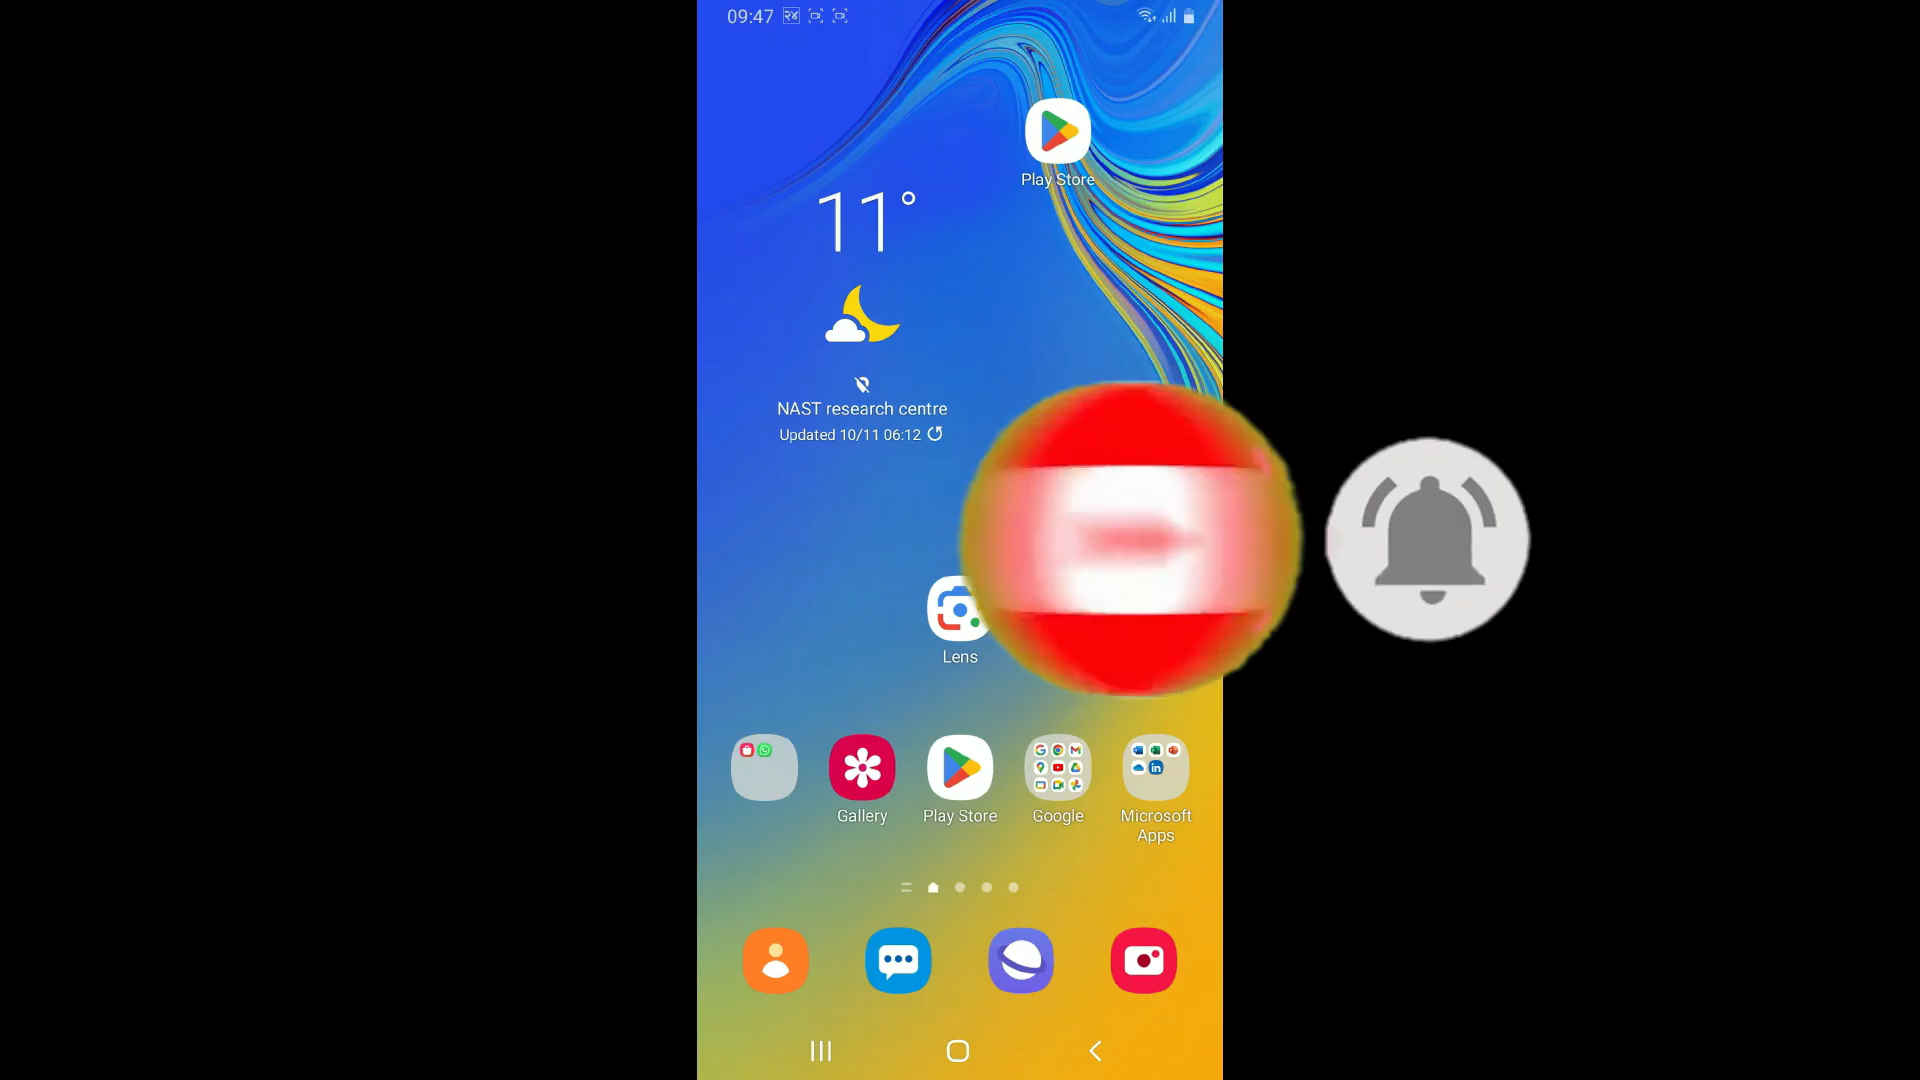 09:47 २४
Play Store
11°
NAST research centre
Updated 10/11 06:12
Lens
Gallery
Play Store
Google
Microsoft
Apps